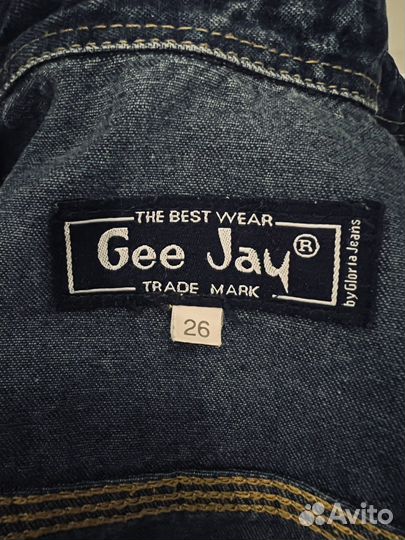 THE BEST WEAR
Gee Jay®
TRADE MARK
by Gloria Jeans
26
Avito